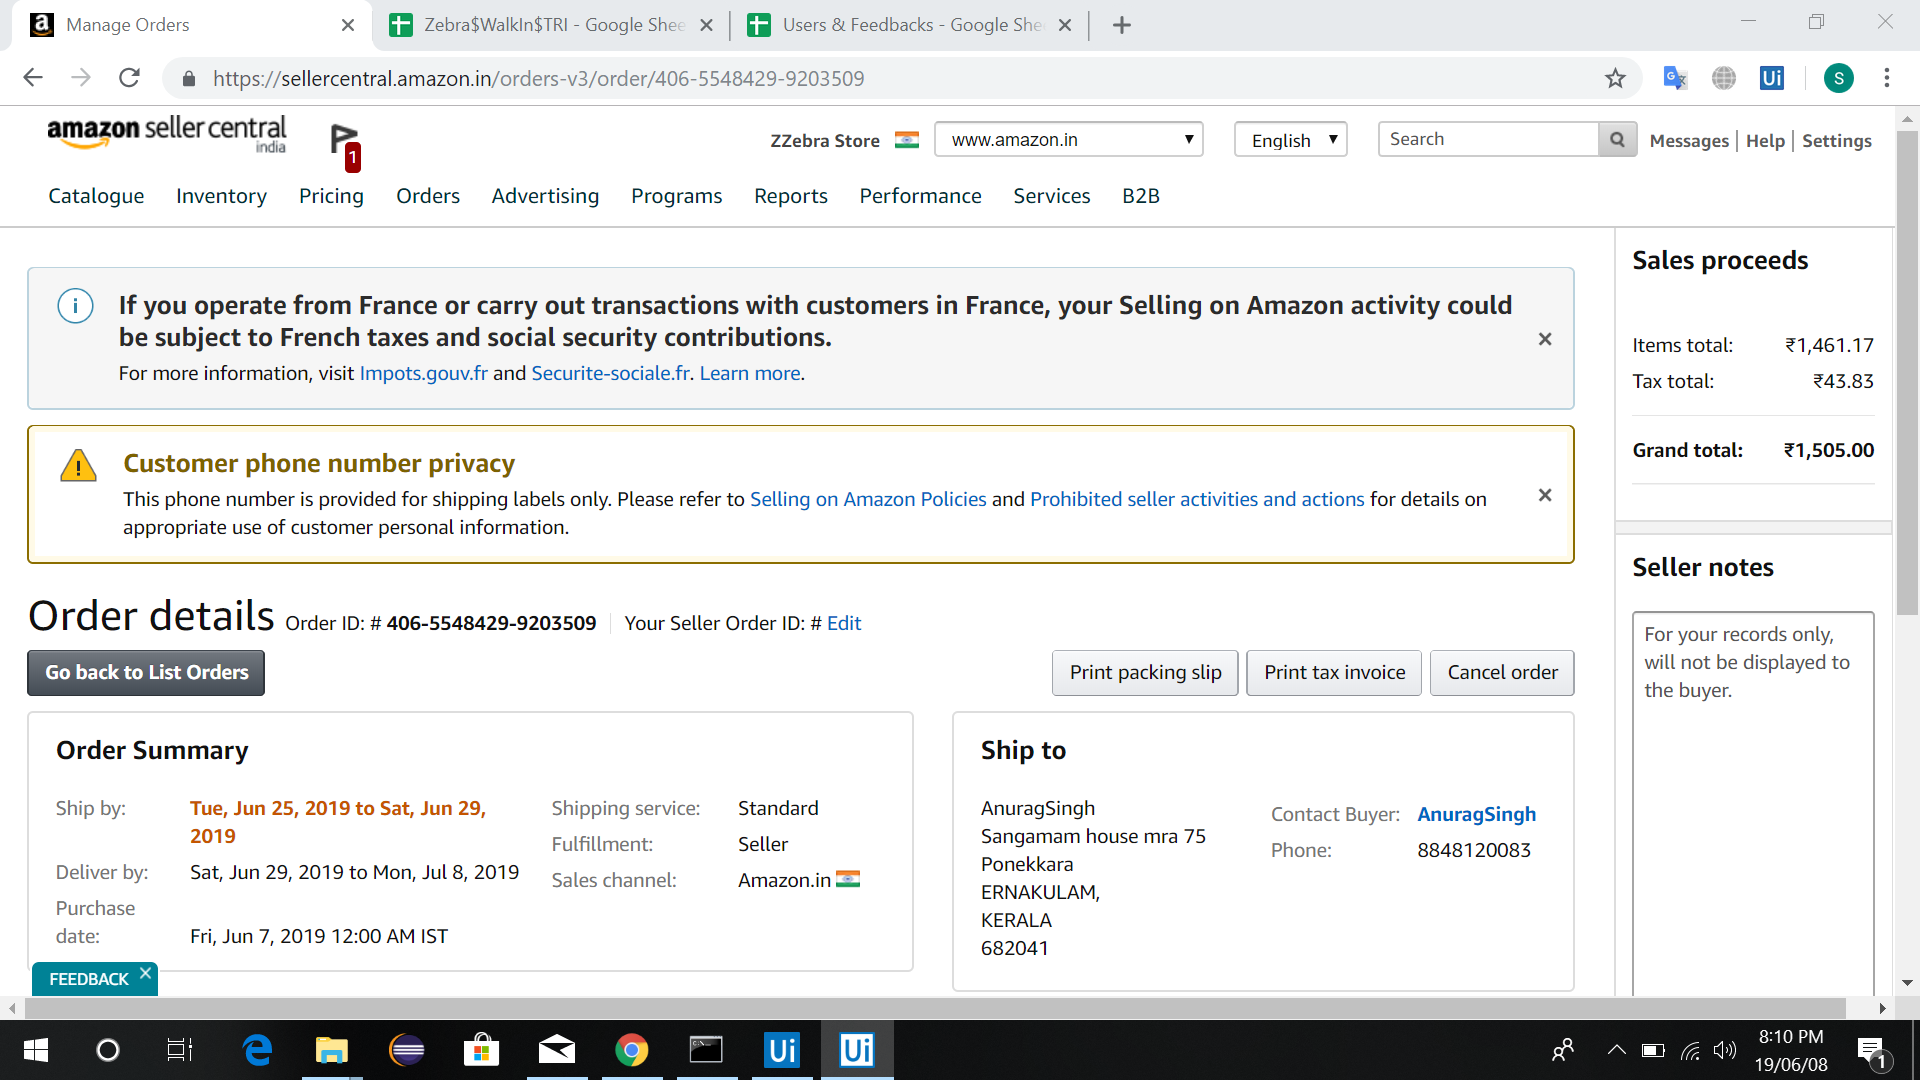 Manage Orders
Zebra$WalkIn$TRI - Google Shee
Users & Feedbacks - Google She
https://sellercentral.amazon.in/orders-v3/order/406-5548429-9203509
Ui
S
amazon seller central
india
1
ZZebra Store
www.amazon.in
English
Search
Messages
Help
Settings
Catalogue
Inventory
Pricing
Orders
Advertising
Programs
Reports
Performance
Services
B2B
If you operate from France or carry out transactions with customers in France, your Selling on Amazon activity could
be subject to French taxes and social security contributions.
For more information, visit Impots.gouv.fr and Securite-sociale.fr. Learn more.
Customer phone number privacy
This phone number is provided for shipping labels only. Please refer to Selling on Amazon Policies and Prohibited seller activities and actions for details on
appropriate use of customer personal information.
Order details Order ID: # 406-5548429-9203509 Your Seller Order ID: # Edit
Go back to List Orders
Print packing slip
Print tax invoice
Cancel order
Order Summary
Ship by: Tue, Jun 25, 2019 to Sat, Jun 29,
2019
Deliver by: Sat, Jun 29, 2019 to Mon, Jul 8, 2019
Purchase
date: Fri, Jun 7, 2019 12:00 AM IST
Shipping service: Standard
Fulfillment: Seller
Sales channel: Amazon.in
Ship to
AnuragSingh
Sangamam house mra 75
Ponekkara
ERNAKULAM,
KERALA
682041
Contact Buyer: AnuragSingh
Phone: 8848120083
Sales proceeds
Items total: ₹1,461.17
Tax total: ₹43.83
Grand total: ₹1,505.00
Seller notes
For your records only,
will not be displayed to
the buyer.
FEEDBACK
Ui
Ui
8:10 PM
19/06/08
1